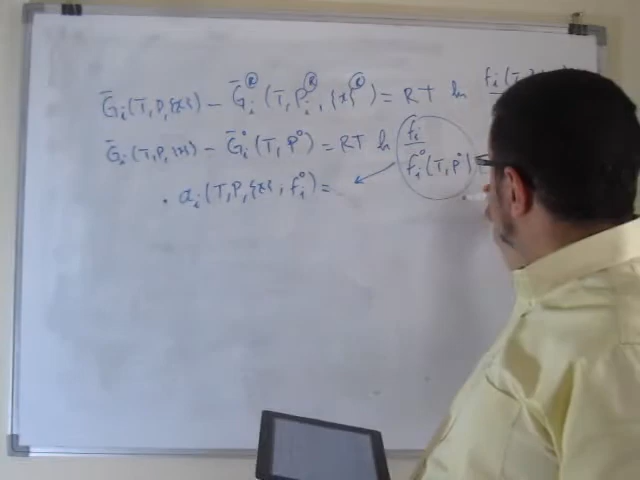 Ḡᵢ(T,P,{x}) − Ḡᵢ^Ⓡ(T,Pᵢ^Ⓡ,{x}^Ⓡ) = RT ln fᵢ(T,
Ḡᵢ(T,P,{x}) − Ḡᵢ°(T,P°) = RT ln fᵢ / fᵢ°(T,P°)
. aᵢ(T,P,{x}, fᵢ°) =